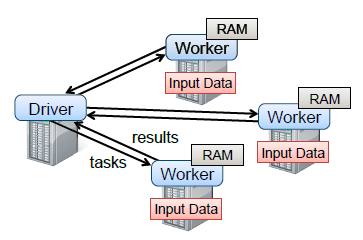 RAM
Worker
Input Data
Driver
RAM
Worker
Input Data
results
tasks
RAM
Worker
Input Data